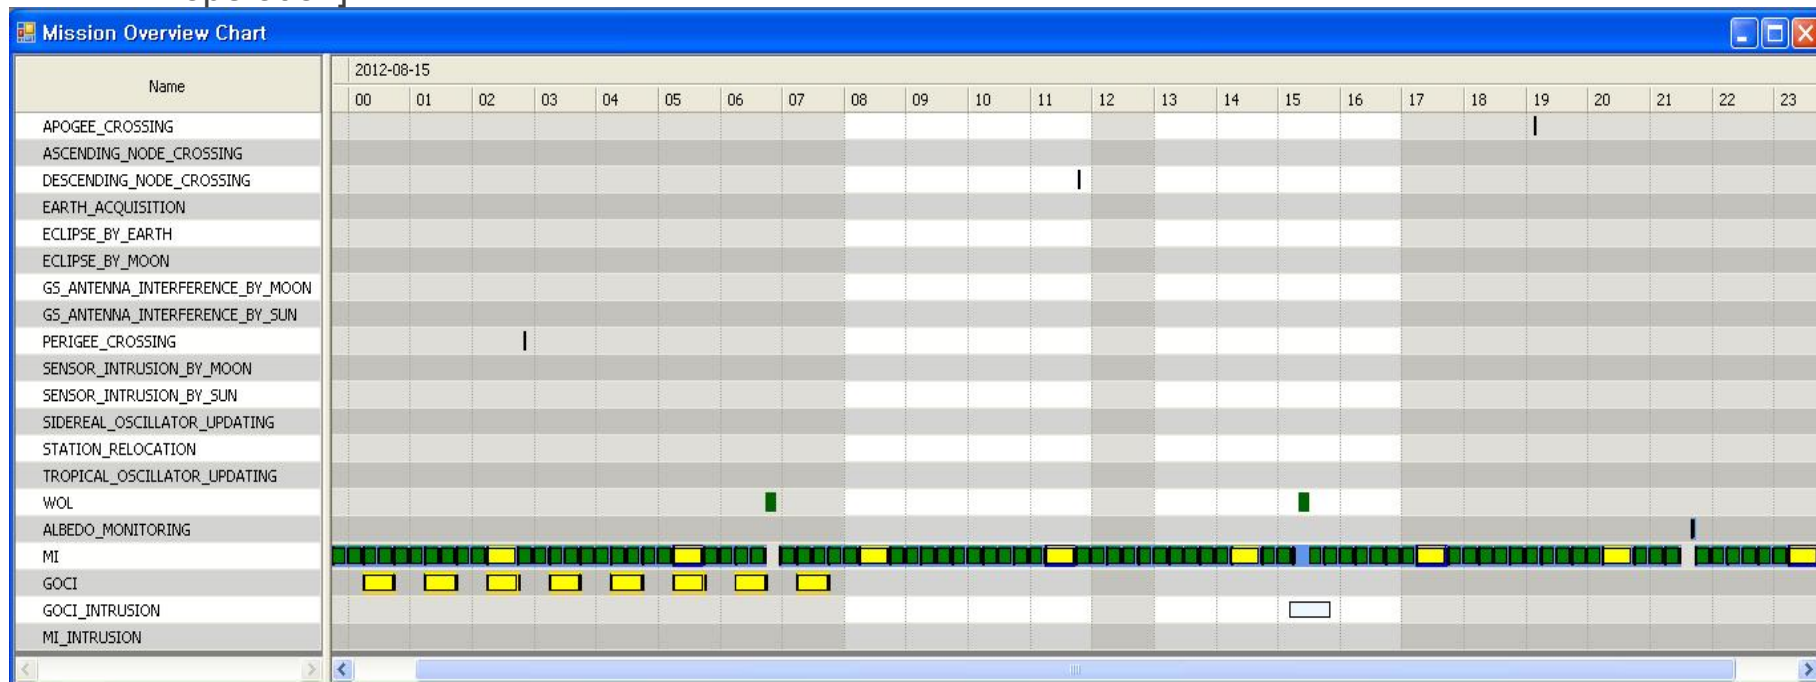 Mission Overview Chart
Name
2012-08-15
00 01 02 03 04 05 06 07 08 09 10 11 12 13 14 15 16 17 18 19 20 21 22 23
APOGEE_CROSSING
ASCENDING_NODE_CROSSING
DESCENDING_NODE_CROSSING
EARTH_ACQUISITION
ECLIPSE_BY_EARTH
ECLIPSE_BY_MOON
GS_ANTENNA_INTERFERENCE_BY_MOON
GS_ANTENNA_INTERFERENCE_BY_SUN
PERIGEE_CROSSING
SENSOR_INTRUSION_BY_MOON
SENSOR_INTRUSION_BY_SUN
SIDEREAL_OSCILLATOR_UPDATING
STATION_RELOCATION
TROPICAL_OSCILLATOR_UPDATING
WOL
ALBEDO_MONITORING
MI
GOCI
GOCI_INTRUSION
MI_INTRUSION